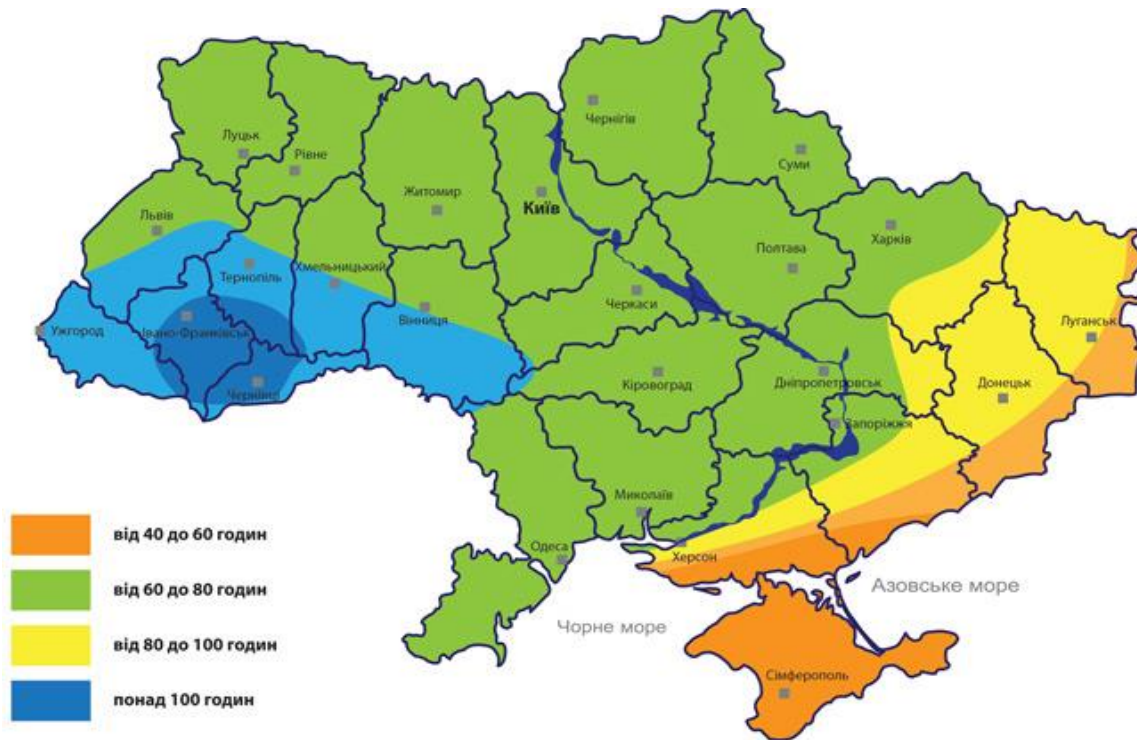 Чернігів
Луцьк
Рівне
Суми
Житомир
Київ
Львів
Харків
Полтава
Тернопіль
Хмельницький
Черкаси
Вінниця
Ужгород
Івано-Франківськ
Луганськ
Кіровоград
Дніпропетровськ
Донецьк
Чернівці
Запоріжжя
Миколаїв
від 40 до 60 годин
Одеса
Херсон
від 60 до 80 годин
Азовське море
Чорне море
від 80 до 100 годин
Сімферополь
понад 100 годин